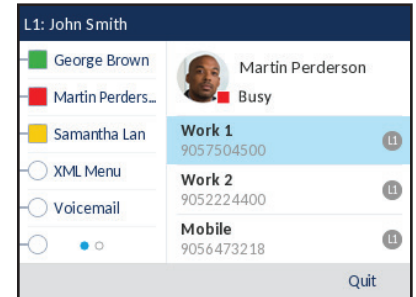 L1: John Smith
George Brown
Martin Perders...
Samantha Lan
XML Menu
Voicemail
Martin Perderson
Busy
Work 1
9057504500
L1
Work 2
9052224400
L1
Mobile
9056473218
L1
Quit